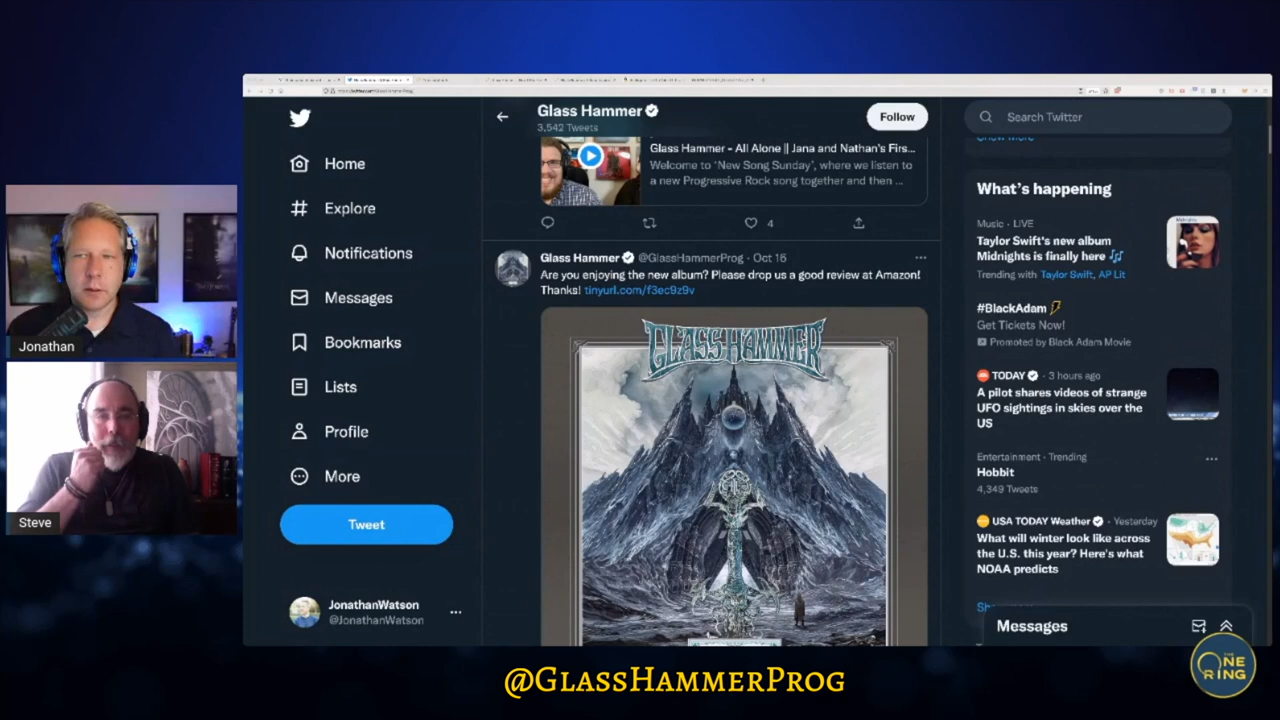 Jonathan
Steve
Home
Explore
Notifications
Messages
Bookmarks
Lists
Profile
More
Tweet
JonathanWatson
@JonathanWatson
Glass Hammer
3,542 Tweets
Follow
Glass Hammer - All Alone || Jana and Nathan's Firs...
Welcome to 'New Song Sunday', where we listen to
a new Progressive Rock song together and then ...
4
Glass Hammer @GlassHammerProg · Oct 16
Are you enjoying the new album? Please drop us a good review at Amazon!
Thanks! tinyurl.com/f3ec9z9v
GLASS HAMMER
Search Twitter
Show more
What's happening
Music · LIVE
Taylor Swift's new album
Midnights is finally here
Trending with Taylor Swift, AP Lit
#BlackAdam
Get Tickets Now!
Promoted by Black Adam Movie
TODAY · 3 hours ago
A pilot shares videos of strange
UFO sightings in skies over the
US
Entertainment · Trending
Hobbit
4,349 Tweets
USA TODAY Weather · Yesterday
What will winter look like across
the U.S. this year? Here's what
NOAA predicts
Messages
@GlassHammerProg
THE
ONE
RING